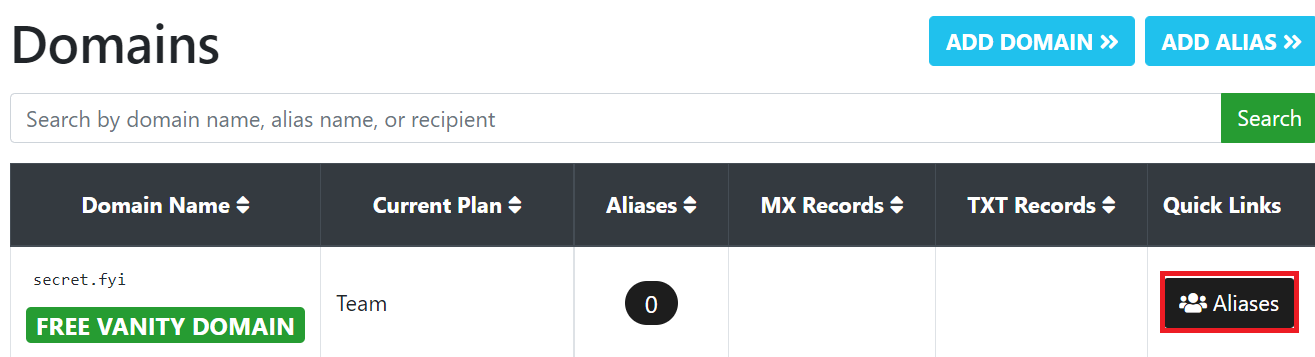 Domains
ADD DOMAIN »
ADD ALIAS »
Search by domain name, alias name, or recipient
Search
Domain Name
Current Plan
Aliases
MX Records
TXT Records
Quick Links
secret.fyi
FREE VANITY DOMAIN
Team
0
Aliases